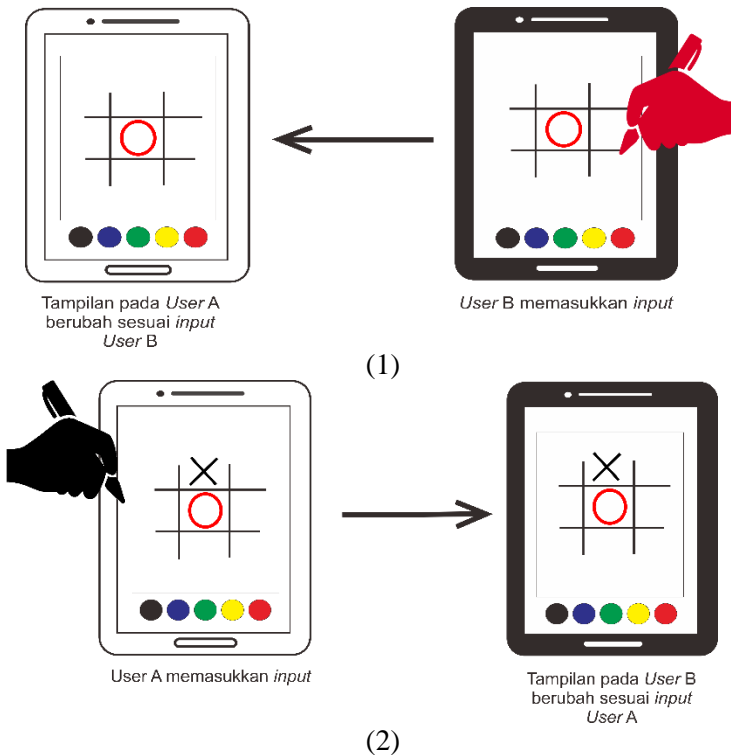 Tampilan pada User A
berubah sesuai input
User B
User B memasukkan input
(1)
User A memasukkan input
Tampilan pada User B
berubah sesuai input
User A
(2)